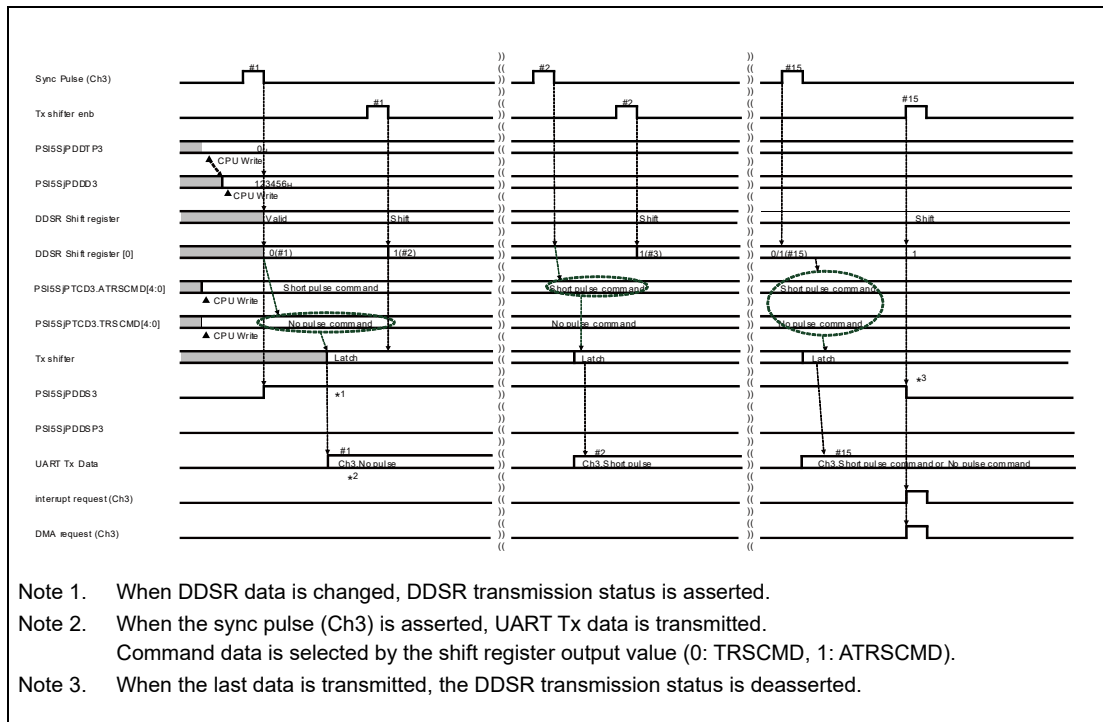 Sync Pulse (Ch3) #1 #2 #15
Tx shifter enb #1 #2 #15
PSI5SjPDDTP3 0H
▲ CPU Write
PSI5SjPDDD3 123456H
▲ CPU Write
DDSR Shift register Valid Shift Shift Shift
DDSR Shift register [0] 0(#1) 1(#2) 1(#3) 0/1(#15) 1
PSI5SjPTCD3.ATRSCMD[4:0] Short pulse command Short pulse command Short pulse command
▲ CPU Write
PSI5SjPTCD3.TRSCMD[4:0] No pulse command No pulse command No pulse command
▲ CPU Write
Tx shifter Latch Latch Latch
PSI5SjPDDS3 *1 *3
PSI5SjPDDSP3
#1 #2 #15
UART Tx Data Ch3.No pulse Ch3.Short pulse Ch3.Short pulse command or No pulse command
*2
interrupt request (Ch3)
DMA request (Ch3)
Note 1. When DDSR data is changed, DDSR transmission status is asserted.
Note 2. When the sync pulse (Ch3) is asserted, UART Tx data is transmitted.
Command data is selected by the shift register output value (0: TRSCMD, 1: ATRSCMD).
Note 3. When the last data is transmitted, the DDSR transmission status is deasserted.